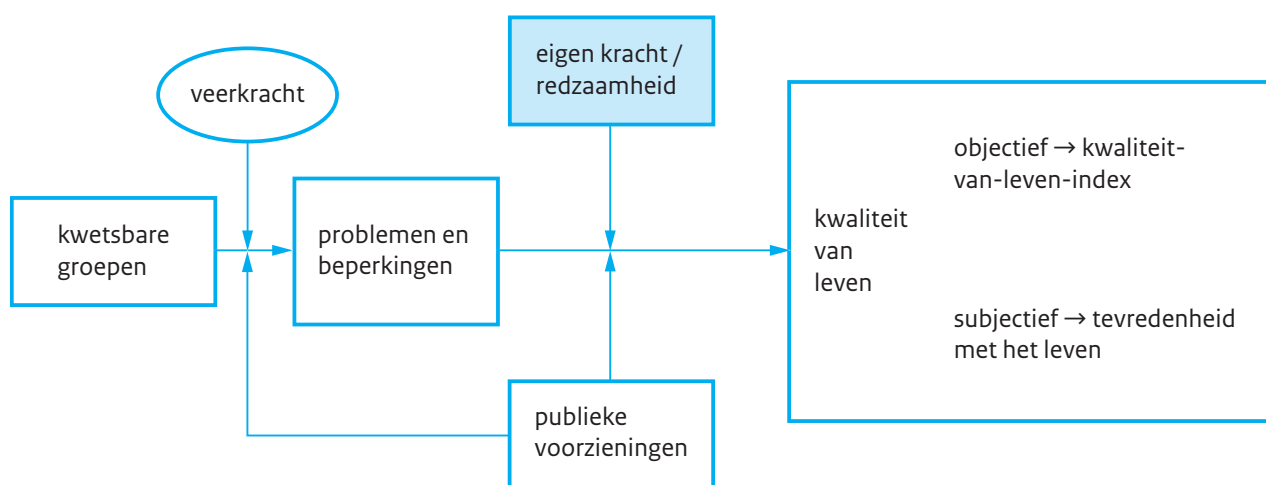 eigen kracht /
redzaamheid
veerkracht
objectief → kwaliteit-
van-leven-index
kwetsbare
groepen
problemen en
beperkingen
kwaliteit
van
leven
subjectief → tevredenheid
met het leven
publieke
voorzieningen